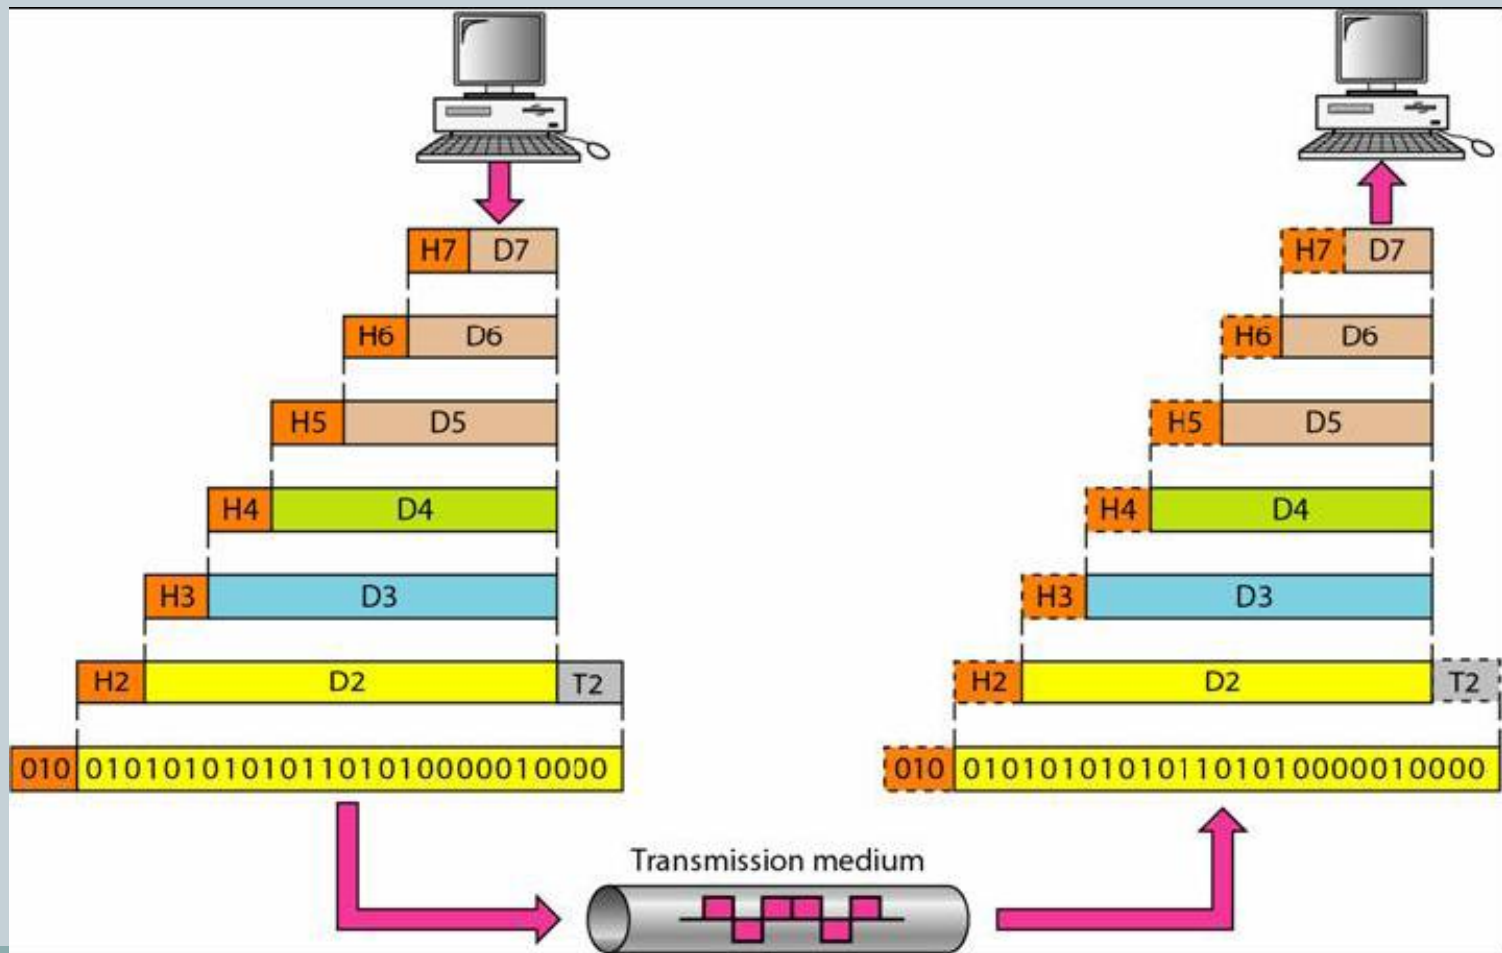 H7 D7 H7 D7
H6 D6 H6 D6
H5 D5 H5 D5
H4 D4 H4 D4
H3 D3 H3 D3
H2 D2 T2 H2 D2 T2
010 010101010101101010000010000 010 010101010101101010000010000
Transmission medium